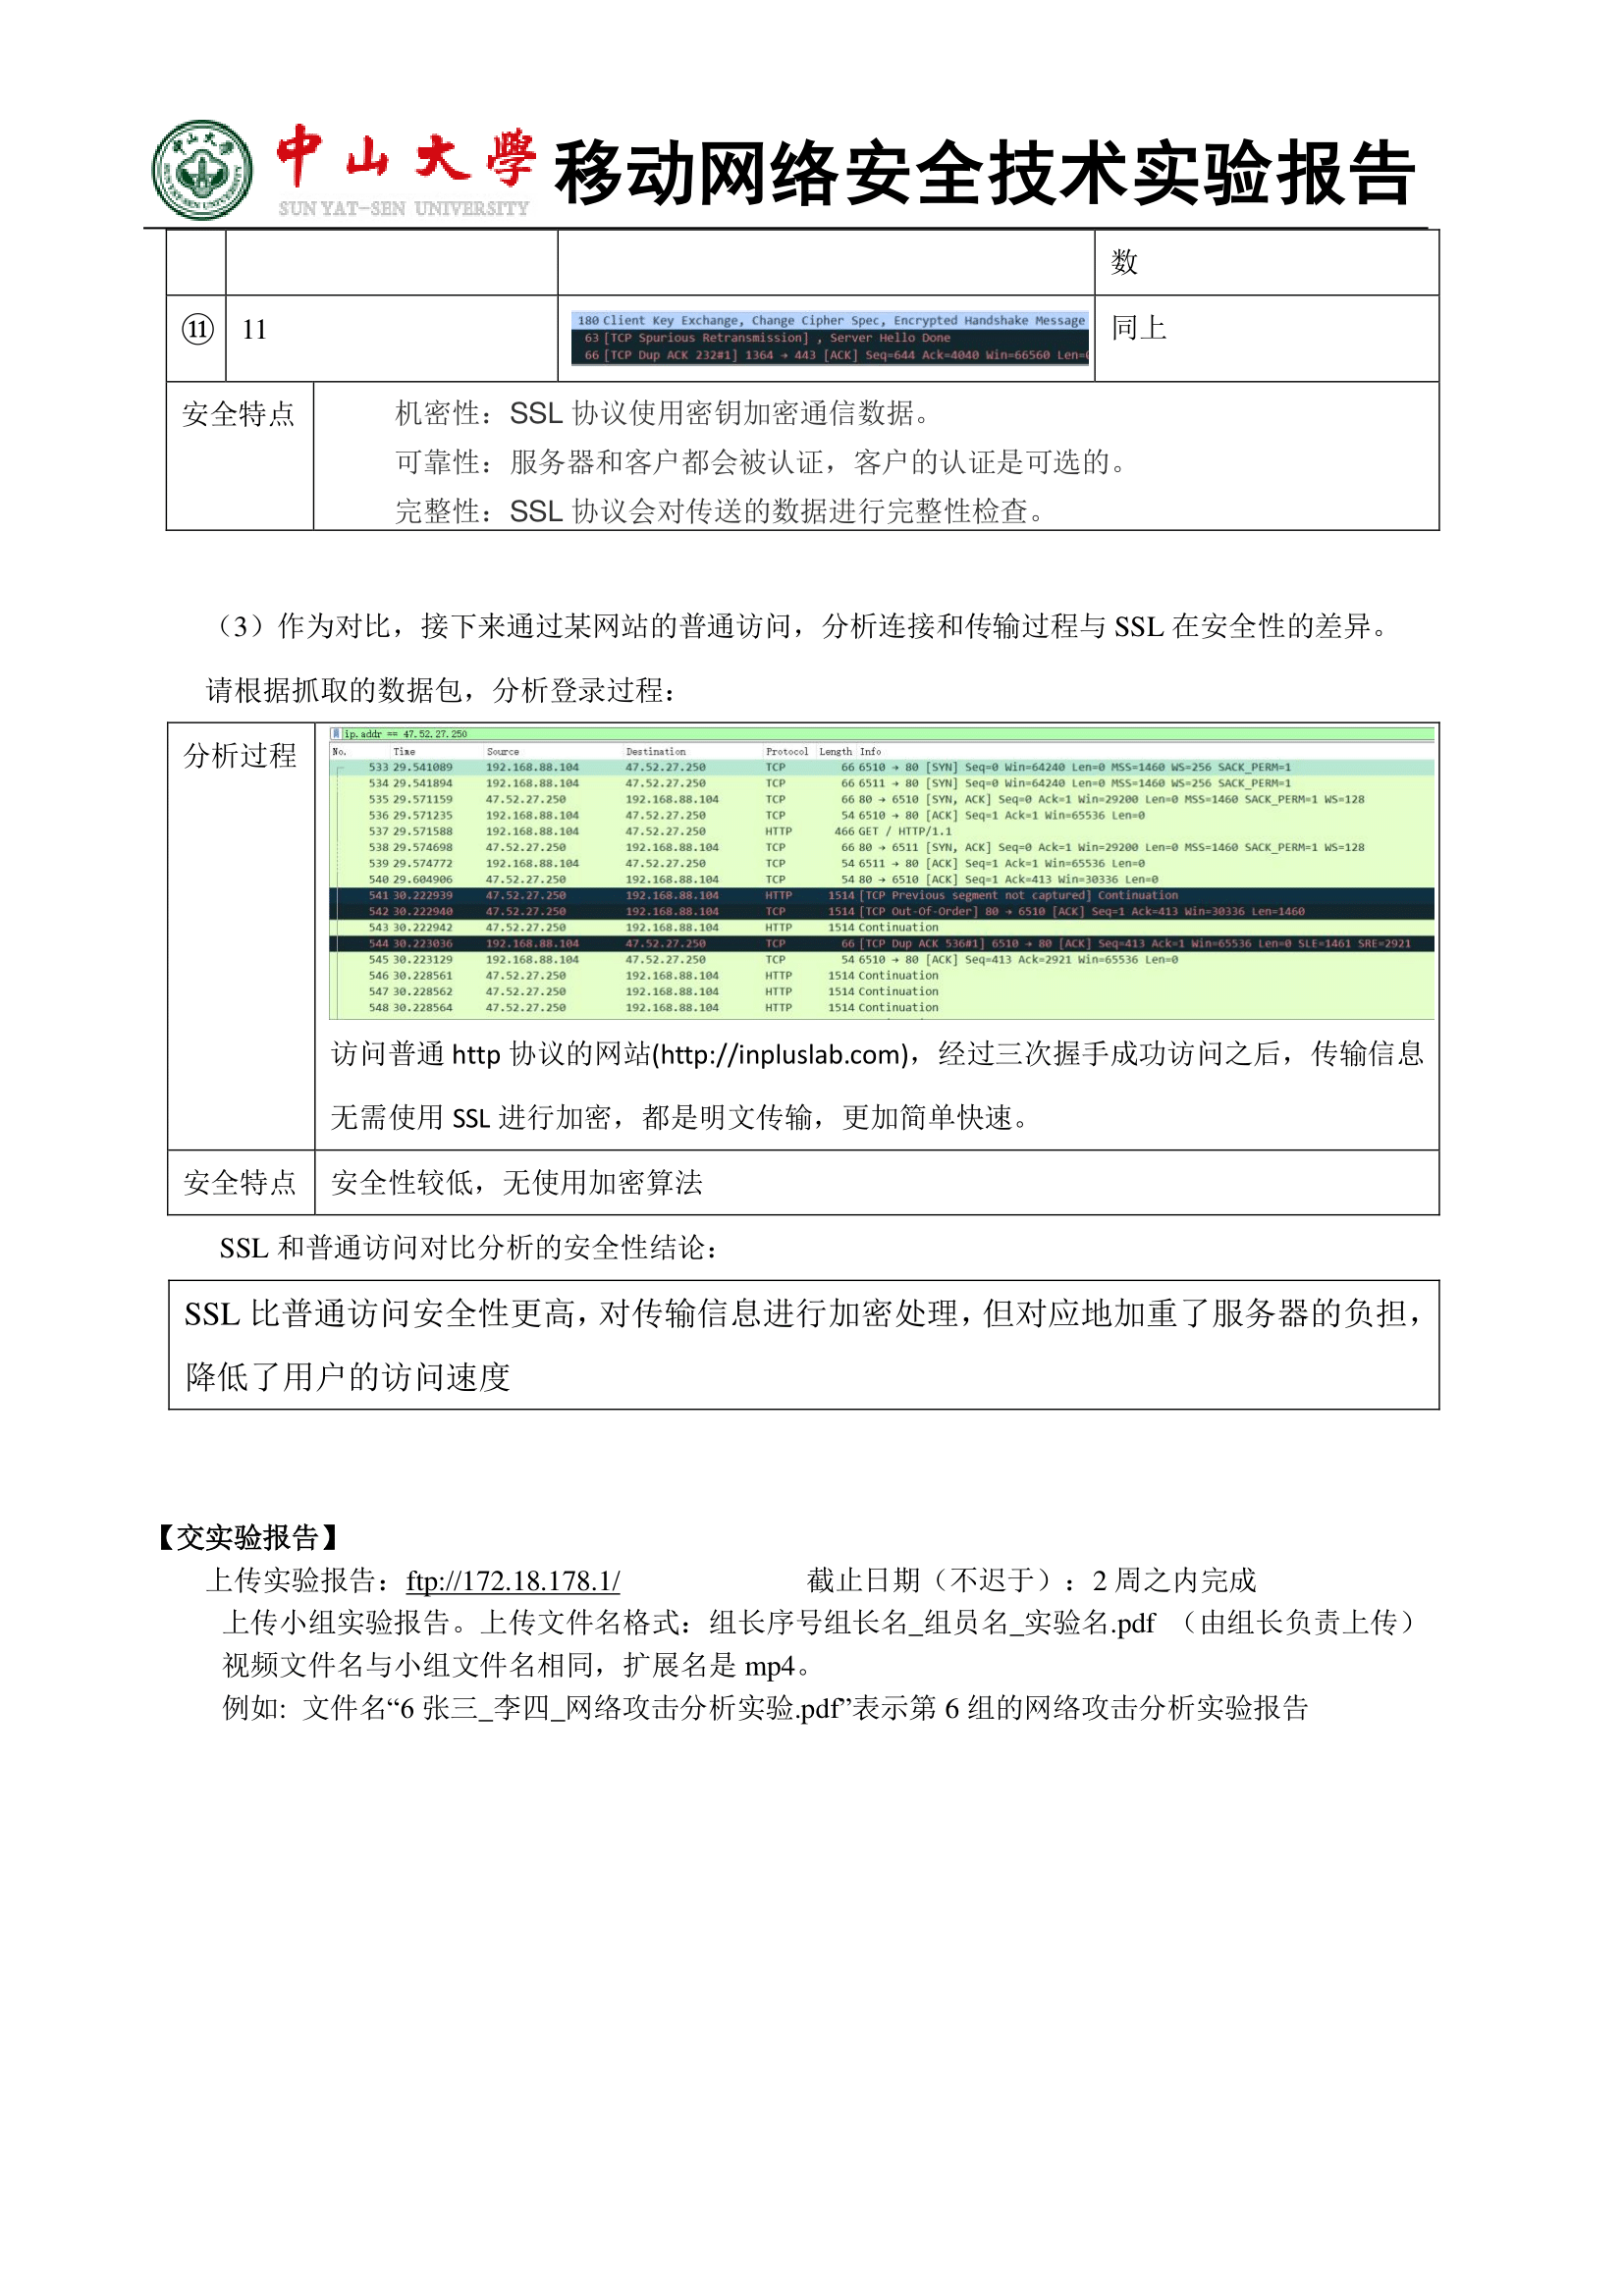 中山大學 移动网络安全技术实验报告
SUN YAT-SEN UNIVERSITY
数
⑪ 11 同上
180 Client Key Exchange, Change Cipher Spec, Encrypted Handshake Message
63 [TCP Spurious Retransmission] , Server Hello Done
66 [TCP Dup ACK 232#1] 1364 → 443 [ACK] Seq=644 Ack=4040 Win=66560 Len=0
安全特点 机密性：SSL 协议使用密钥加密通信数据。
可靠性：服务器和客户都会被认证，客户的认证是可选的。
完整性：SSL 协议会对传送的数据进行完整性检查。
（3）作为对比，接下来通过某网站的普通访问，分析连接和传输过程与 SSL 在安全性的差异。
请根据抓取的数据包，分析登录过程：
分析过程
ip.addr == 47.52.27.250
No. Time Source Destination Protocol Length Info
533 29.541089 192.168.88.104 47.52.27.250 TCP 66 6510 → 80 [SYN] Seq=0 Win=64240 Len=0 MSS=1460 WS=256 SACK_PERM=1
534 29.541894 192.168.88.104 47.52.27.250 TCP 66 6511 → 80 [SYN] Seq=0 Win=64240 Len=0 MSS=1460 WS=256 SACK_PERM=1
535 29.571159 47.52.27.250 192.168.88.104 TCP 66 80 → 6510 [SYN, ACK] Seq=0 Ack=1 Win=29200 Len=0 MSS=1460 SACK_PERM=1 WS=128
536 29.571235 192.168.88.104 47.52.27.250 TCP 54 6510 → 80 [ACK] Seq=1 Ack=1 Win=65536 Len=0
537 29.571588 192.168.88.104 47.52.27.250 HTTP 466 GET / HTTP/1.1
538 29.574698 47.52.27.250 192.168.88.104 TCP 66 80 → 6511 [SYN, ACK] Seq=0 Ack=1 Win=29200 Len=0 MSS=1460 SACK_PERM=1 WS=128
539 29.574772 192.168.88.104 47.52.27.250 TCP 54 6511 → 80 [ACK] Seq=1 Ack=1 Win=65536 Len=0
540 29.604906 47.52.27.250 192.168.88.104 TCP 54 80 → 6510 [ACK] Seq=1 Ack=413 Win=30336 Len=0
541 30.222939 47.52.27.250 192.168.88.104 HTTP 1514 [TCP Previous segment not captured] Continuation
542 30.222940 47.52.27.250 192.168.88.104 TCP 1514 [TCP Out-Of-Order] 80 → 6510 [ACK] Seq=1 Ack=413 Win=30336 Len=1460
543 30.222942 47.52.27.250 192.168.88.104 HTTP 1514 Continuation
544 30.223036 192.168.88.104 47.52.27.250 TCP 66 [TCP Dup ACK 536#1] 6510 → 80 [ACK] Seq=413 Ack=1 Win=65536 Len=0 SLE=1461 SRE=2921
545 30.223129 192.168.88.104 47.52.27.250 TCP 54 6510 → 80 [ACK] Seq=413 Ack=2921 Win=65536 Len=0
546 30.228561 47.52.27.250 192.168.88.104 HTTP 1514 Continuation
547 30.228562 47.52.27.250 192.168.88.104 HTTP 1514 Continuation
548 30.228564 47.52.27.250 192.168.88.104 HTTP 1514 Continuation
访问普通 http 协议的网站(http://inpluslab.com)，经过三次握手成功访问之后，传输信息
无需使用 SSL 进行加密，都是明文传输，更加简单快速。
安全特点 安全性较低，无使用加密算法
SSL 和普通访问对比分析的安全性结论：
SSL 比普通访问安全性更高，对传输信息进行加密处理，但对应地加重了服务器的负担，
降低了用户的访问速度
【交实验报告】
上传实验报告：ftp://172.18.178.1/ 截止日期（不迟于）：2 周之内完成
上传小组实验报告。上传文件名格式：组长序号组长名_组员名_实验名.pdf （由组长负责上传）
视频文件名与小组文件名相同，扩展名是 mp4。
例如: 文件名“6 张三_李四_网络攻击分析实验.pdf”表示第 6 组的网络攻击分析实验报告